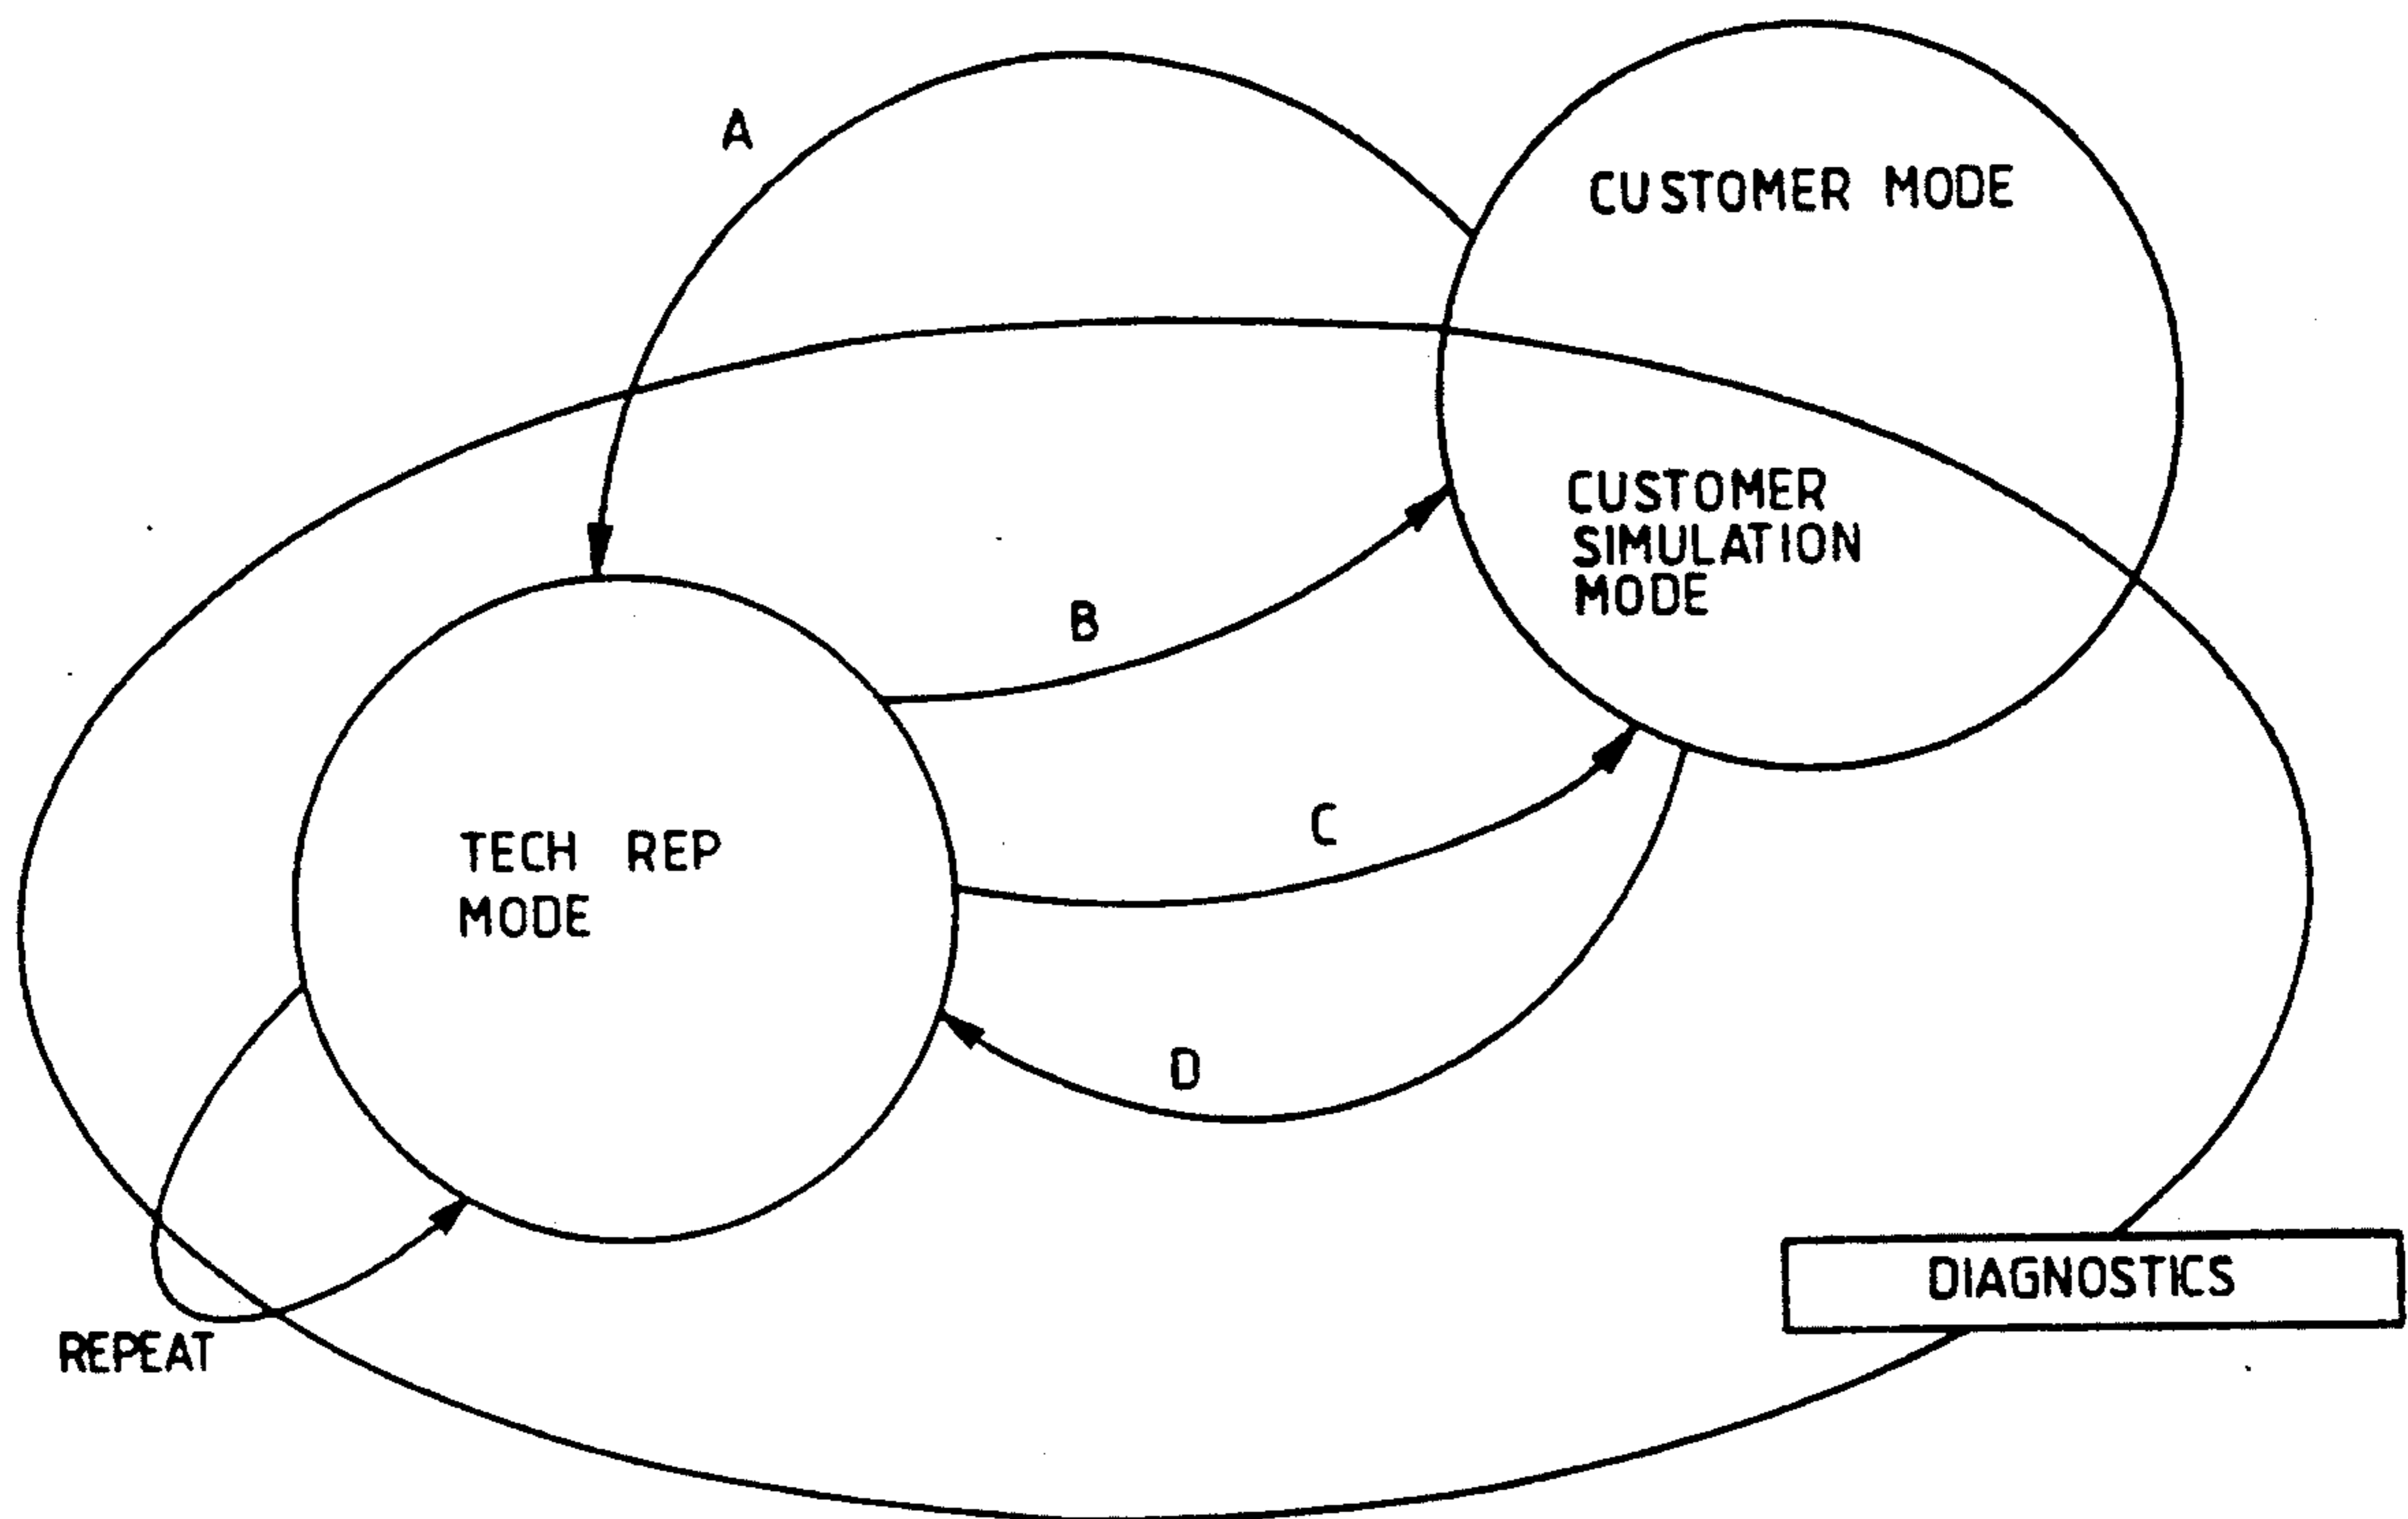 A
CUSTOMER MODE
CUSTOMER
SIMULATION
MODE
B
C
TECH REP
MODE
D
DIAGNOSTICS
REPEAT